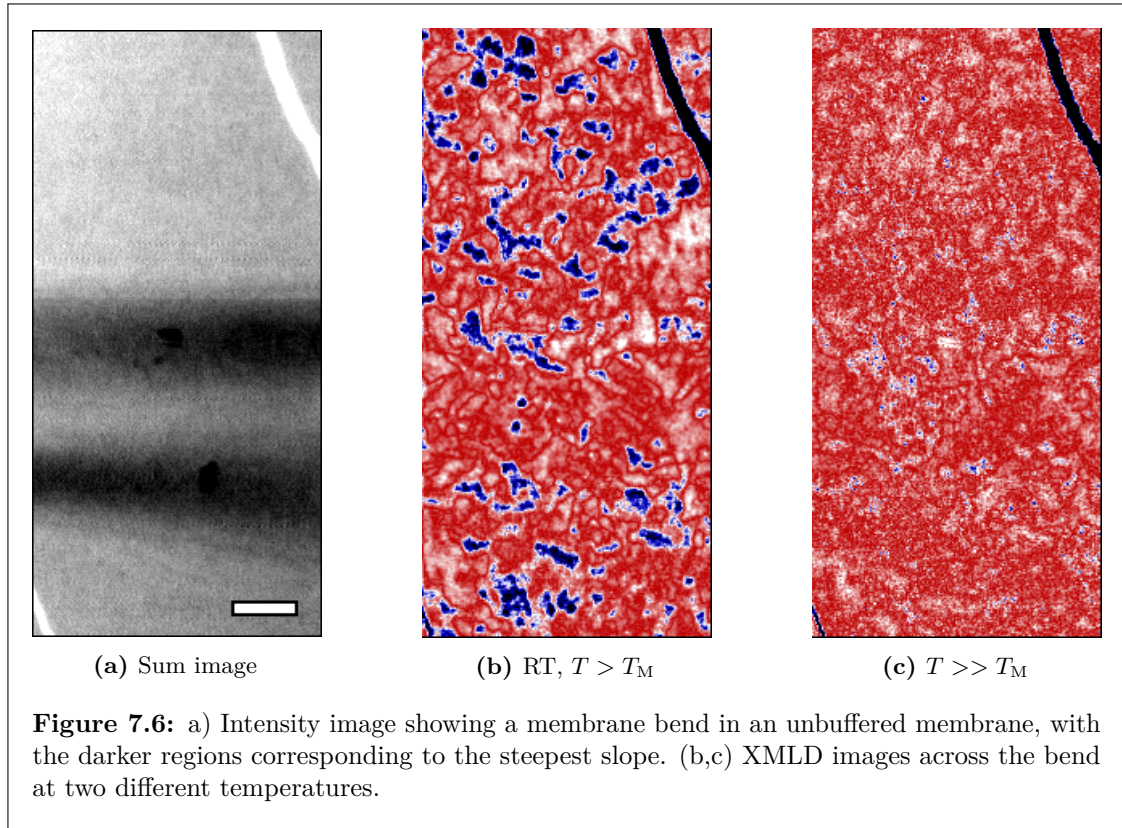 (a) Sum image
(b) RT, T > T_M
(c) T >> T_M
Figure 7.6: a) Intensity image showing a membrane bend in an unbuffered membrane, with
the darker regions corresponding to the steepest slope. (b,c) XMLD images across the bend
at two different temperatures.